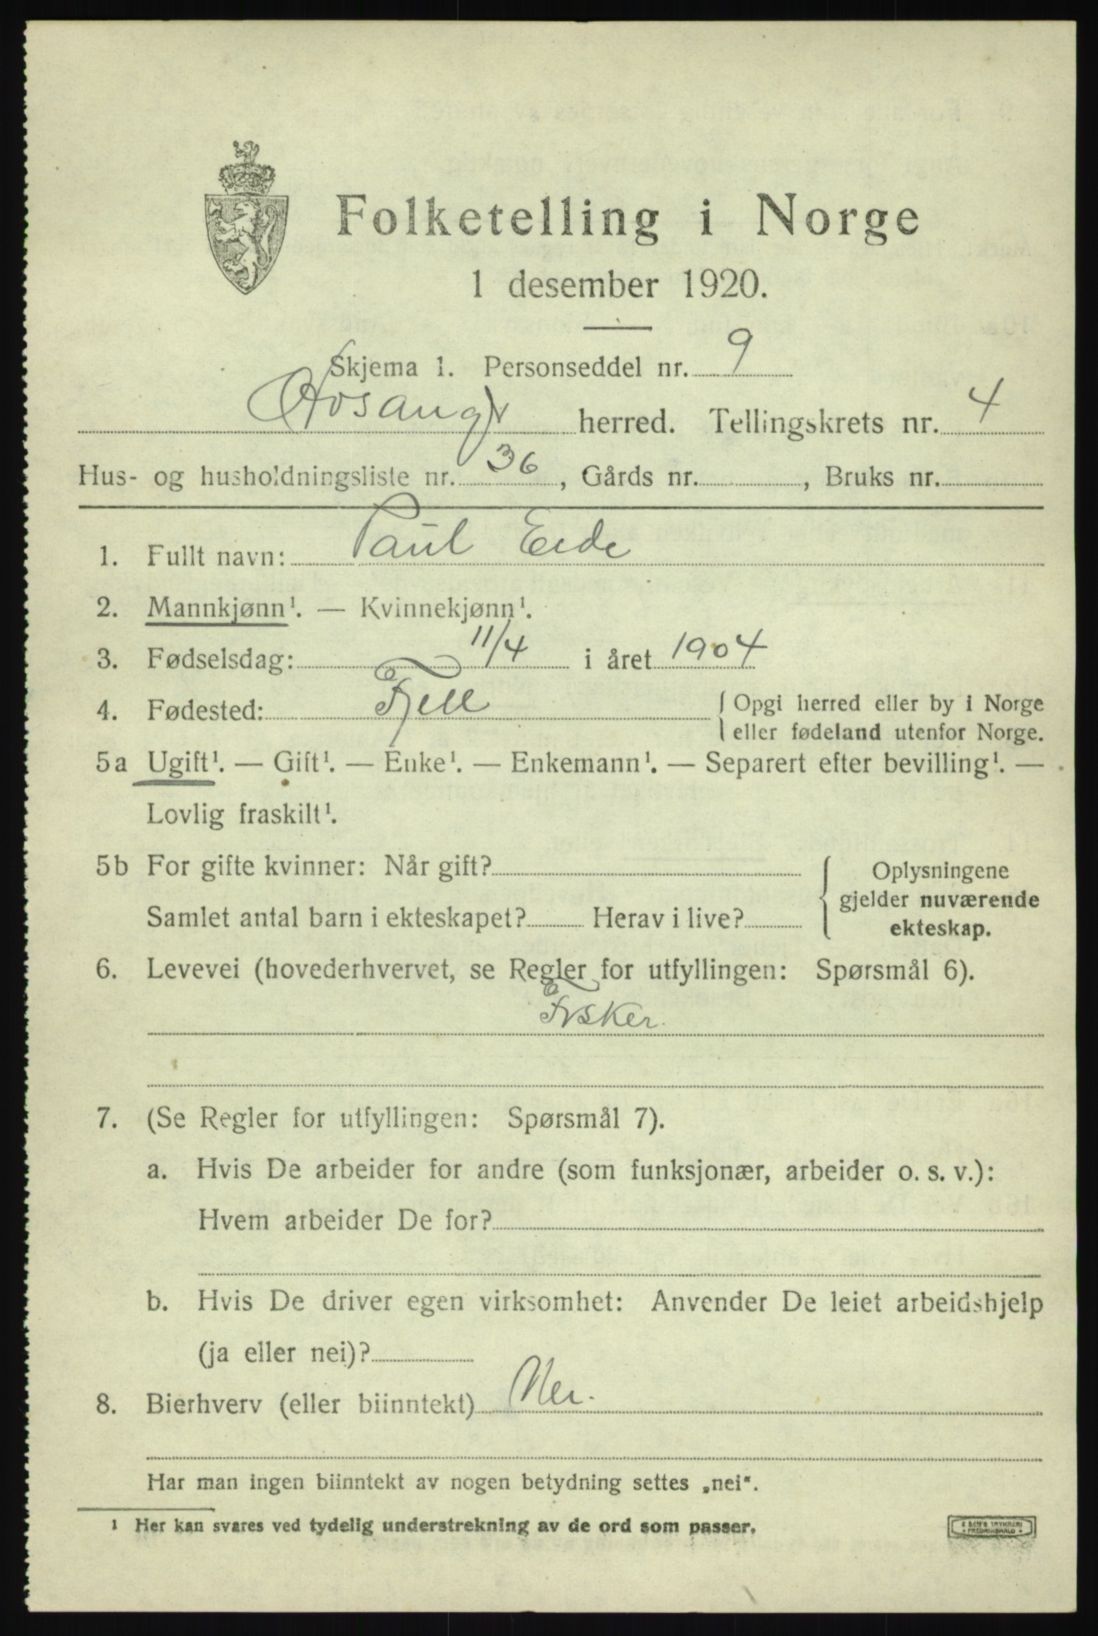 Folketelling i Norge
1 desember 1920.
Skjema 1. Personseddel nr. 9
Hosanger herred. Tellingskrets nr. 4
Hus- og husholdningsliste nr. 36, Gårds nr. , Bruks nr.
1. Fullt navn: Paul Eide
2. Mannkjønn¹. — Kvinnekjønn¹.
3. Fødselsdag: 11/4 i året 1904
4. Fødested: Fjell { Opgi herred eller by i Norge
eller fødeland utenfor Norge.
5a Ugift¹. — Gift¹. — Enke¹. — Enkemann¹. — Separert efter bevilling¹. —
Lovlig fraskilt¹.
5b For gifte kvinner: Når gift?
Samlet antal barn i ekteskapet? Herav i live?
{ Oplysningene
gjelder nuværende
ekteskap.
6. Levevei (hovederhvervet, se Regler for utfyllingen: Spørsmål 6).
Fisker
7. (Se Regler for utfyllingen: Spørsmål 7).
a. Hvis De arbeider for andre (som funksjonær, arbeider o. s. v.):
Hvem arbeider De for?
b. Hvis De driver egen virksomhet: Anvender De leiet arbeidshjelp
(ja eller nei)?
8. Bierhverv (eller biinntekt) Nei.
Har man ingen biinntekt av nogen betydning settes „nei".
¹ Her kan svares ved tydelig understrekning av de ord som passer.